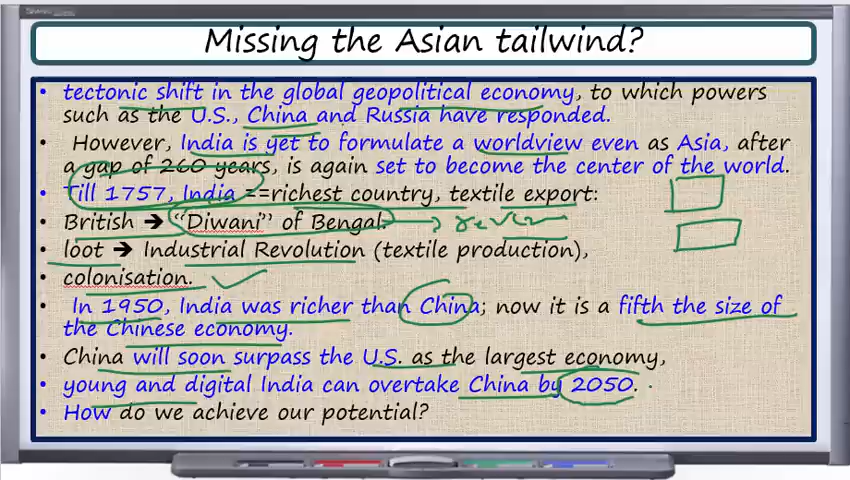 Missing the Asian tailwind?
• tectonic shift in the global geopolitical economy, to which powers
such as the U.S., China and Russia have responded.
• However, India is yet to formulate a worldview even as Asia, after
a gap of 260 years, is again set to become the center of the world.
• Till 1757, India ==richest country, textile export:
• British ➔ “Diwani” of Bengal.
• loot ➔ Industrial Revolution (textile production),
• colonisation.
• In 1950, India was richer than China; now it is a fifth the size of
the Chinese economy.
• China will soon surpass the U.S. as the largest economy,
• young and digital India can overtake China by 2050.
• How do we achieve our potential?